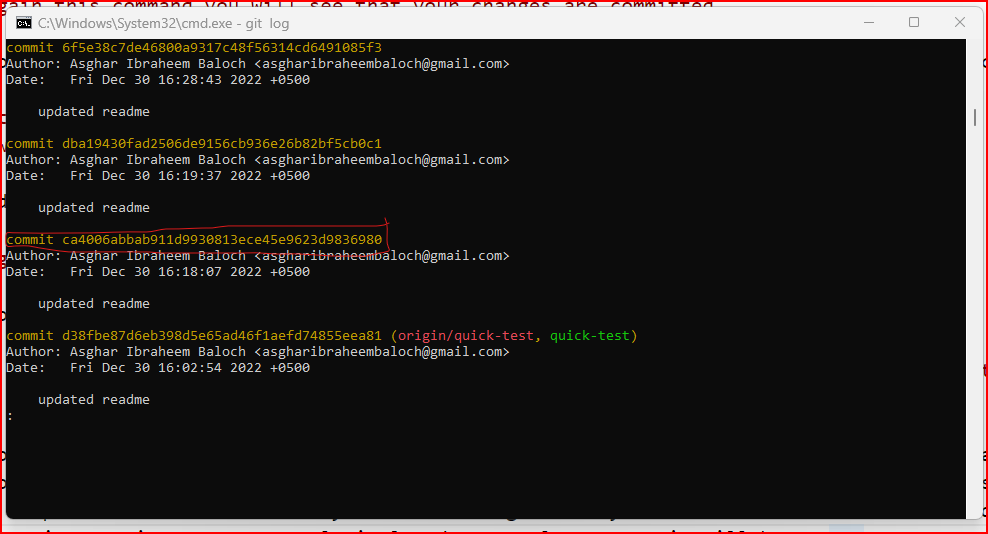 gain this command you will see that your changes are committed
C:\Windows\System32\cmd.exe - git log
commit 6f5e38c7de46800a9317c48f56314cd6491085f3
Author: Asghar Ibraheem Baloch <asgharibraheembaloch@gmail.com>
Date: Fri Dec 30 16:28:43 2022 +0500
updated readme
commit dba19430fad2506de9156cb936e26b82bf5cb0c1
Author: Asghar Ibraheem Baloch <asgharibraheembaloch@gmail.com>
Date: Fri Dec 30 16:19:37 2022 +0500
updated readme
commit ca4006abbab911d9930813ece45e9623d9836980
Author: Asghar Ibraheem Baloch <asgharibraheembaloch@gmail.com>
Date: Fri Dec 30 16:18:07 2022 +0500
updated readme
commit d38fbe87d6eb398d5e65ad46f1aefd74855eea81 (origin/quick-test, quick-test)
Author: Asghar Ibraheem Baloch <asgharibraheembaloch@gmail.com>
Date: Fri Dec 30 16:02:54 2022 +0500
updated readme
: